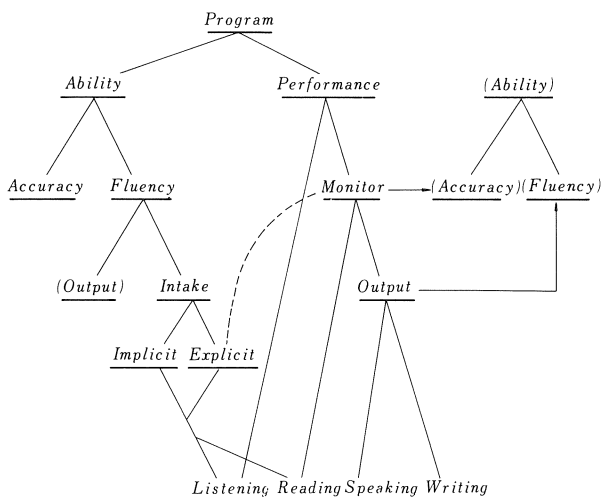 Program
Ability Performance (Ability)
Accuracy Fluency Monitor (Accuracy) (Fluency)
(Output) Intake Output
Implicit Explicit
Listening Reading Speaking Writing